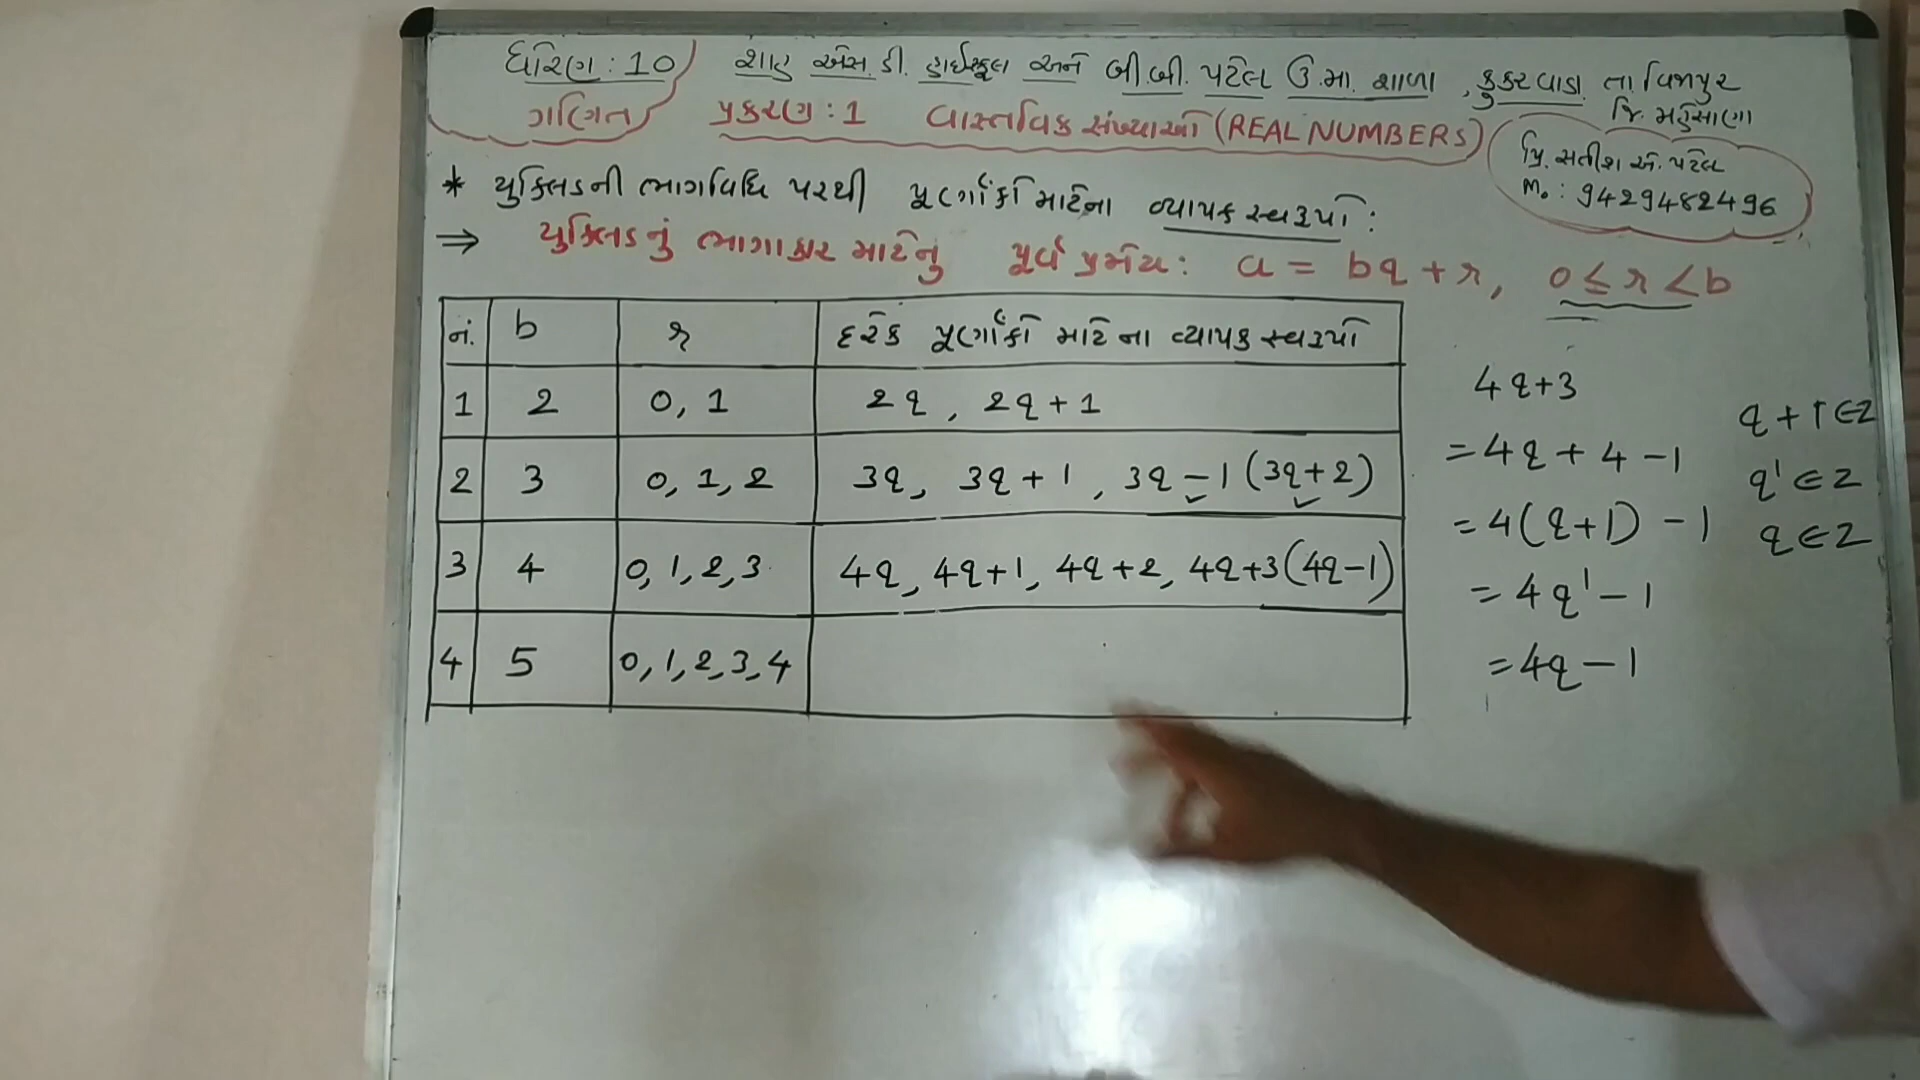 ધોરણ : 10 શાહ એસ. ડી. હાઈસ્કૂલ અને બી.બી. પટેલ ઉ.મા. શાળા , કુકરવાડા તા. વિજાપુર
જિ. મહેસાણા
ગણિત પ્રકરણ : 1 વાસ્તવિક સંખ્યાઓ (REAL NUMBERS)
પ્રિ. સતીશ એ. પટેલ
M. : 9429482496
* યુક્લિડની ભાગવિધિ પરથી પૂર્ણાંકો માટેના વ્યાપક સ્વરૂપો :
⇒ યુક્લિડનું ભાગાકાર માટેનું પૂર્વ પ્રમેય : a = bq + r, 0 ≤ r < b
નં. b r દરેક પૂર્ણાંકો માટેના વ્યાપક સ્વરૂપો
1 2 0, 1 2q , 2q + 1
2 3 0, 1, 2 3q, 3q + 1 , 3q - 1 (3q + 2)
3 4 0, 1, 2, 3 4q, 4q+1, 4q+2, 4q+3 (4q-1)
4 5 0, 1, 2, 3, 4
4q+3
= 4q + 4 - 1
= 4(q+1) - 1
= 4q' - 1
= 4q - 1
q + 1 ∈ Z
q' ∈ Z
q ∈ Z